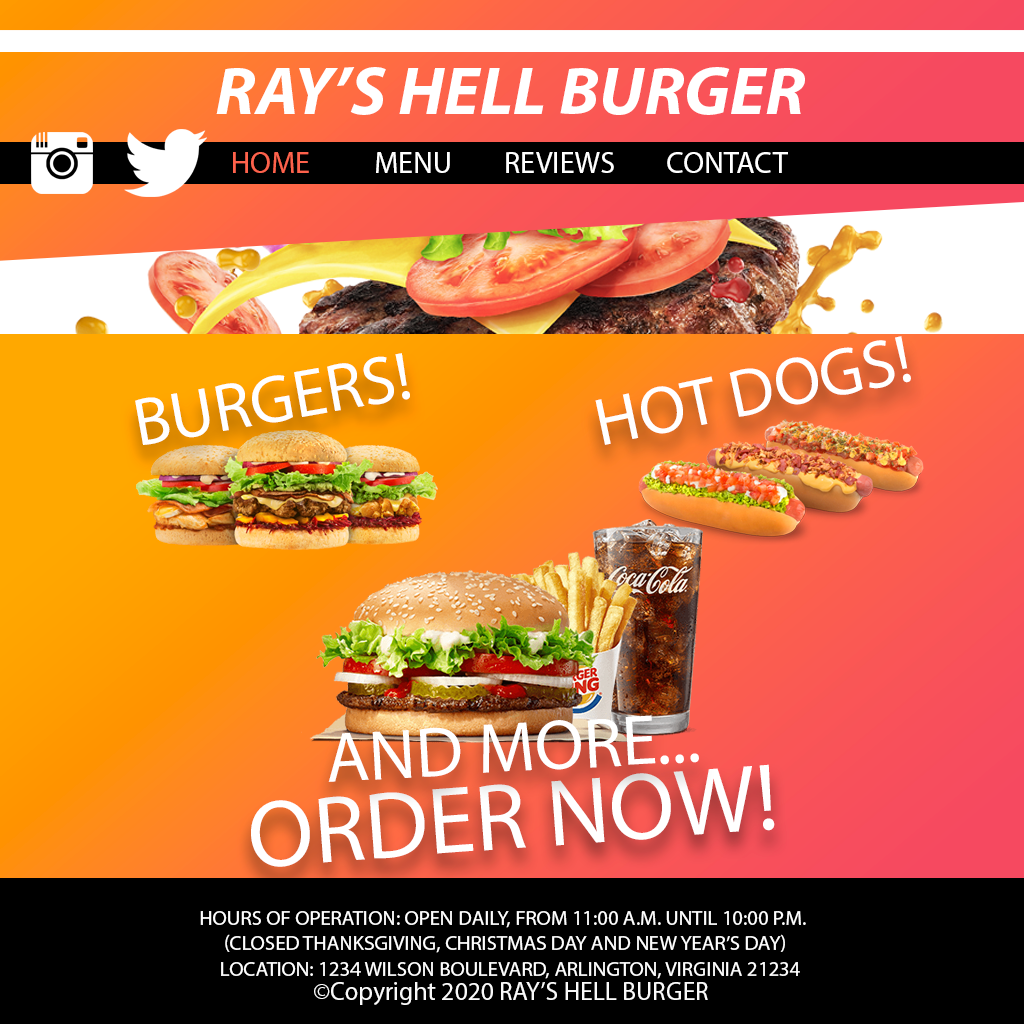 RAY’S HELL BURGER
HOME MENU REVIEWS CONTACT
BURGERS!
HOT DOGS!
Coca-Cola
AND MORE...
ORDER NOW!
HOURS OF OPERATION: OPEN DAILY, FROM 11:00 A.M. UNTIL 10:00 P.M.
(CLOSED THANKSGIVING, CHRISTMAS DAY AND NEW YEAR’S DAY)
LOCATION: 1234 WILSON BOULEVARD, ARLINGTON, VIRGINIA 21234
©Copyright 2020 RAY’S HELL BURGER